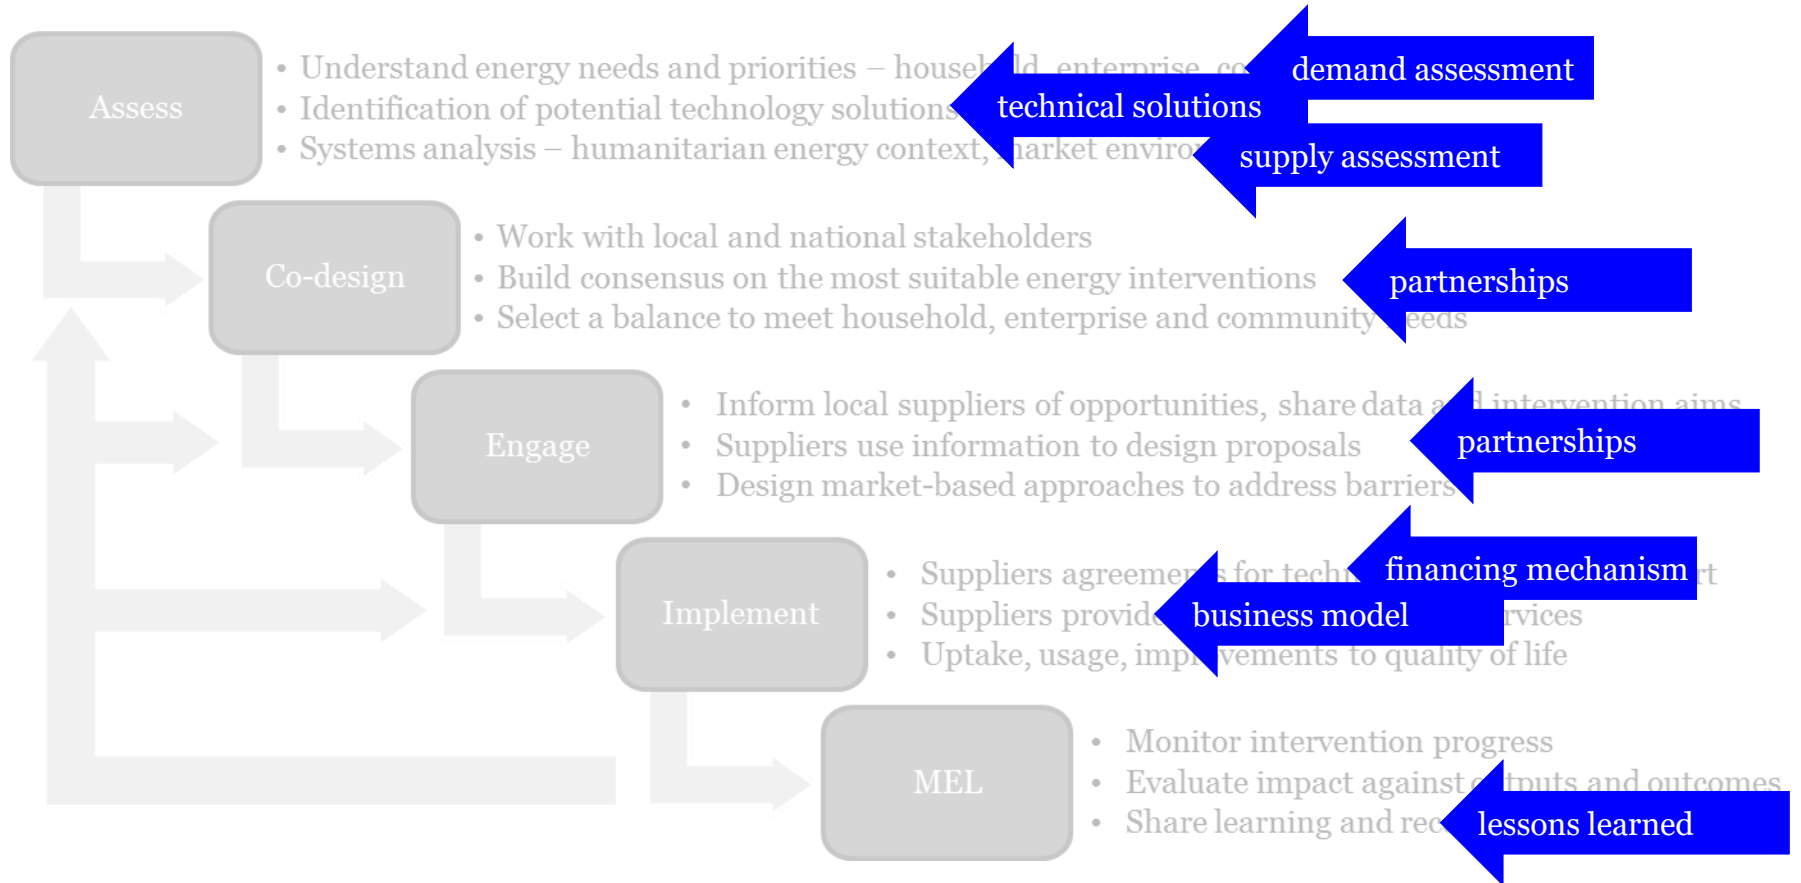 Assess
• Understand energy needs and priorities – household, enterprise,
demand assessment
• Identification of potential technology solutions
technical solutions
• Systems analysis – humanitarian energy context, market
supply assessment
Co-design
• Work with local and national stakeholders
• Build consensus on the most suitable energy interventions
partnerships
• Select a balance to meet household, enterprise and community needs
Engage
• Inform local suppliers of opportunities, share data and intervention aims
• Suppliers use information to design proposals
partnerships
• Design market-based approaches to address barriers
Implement
• Suppliers agreements for
financing mechanism
• Suppliers
business model
• Uptake, usage, improvements to quality of life
MEL
• Monitor intervention progress
• Evaluate impact against outputs and outcomes
• Share learning and
lessons learned